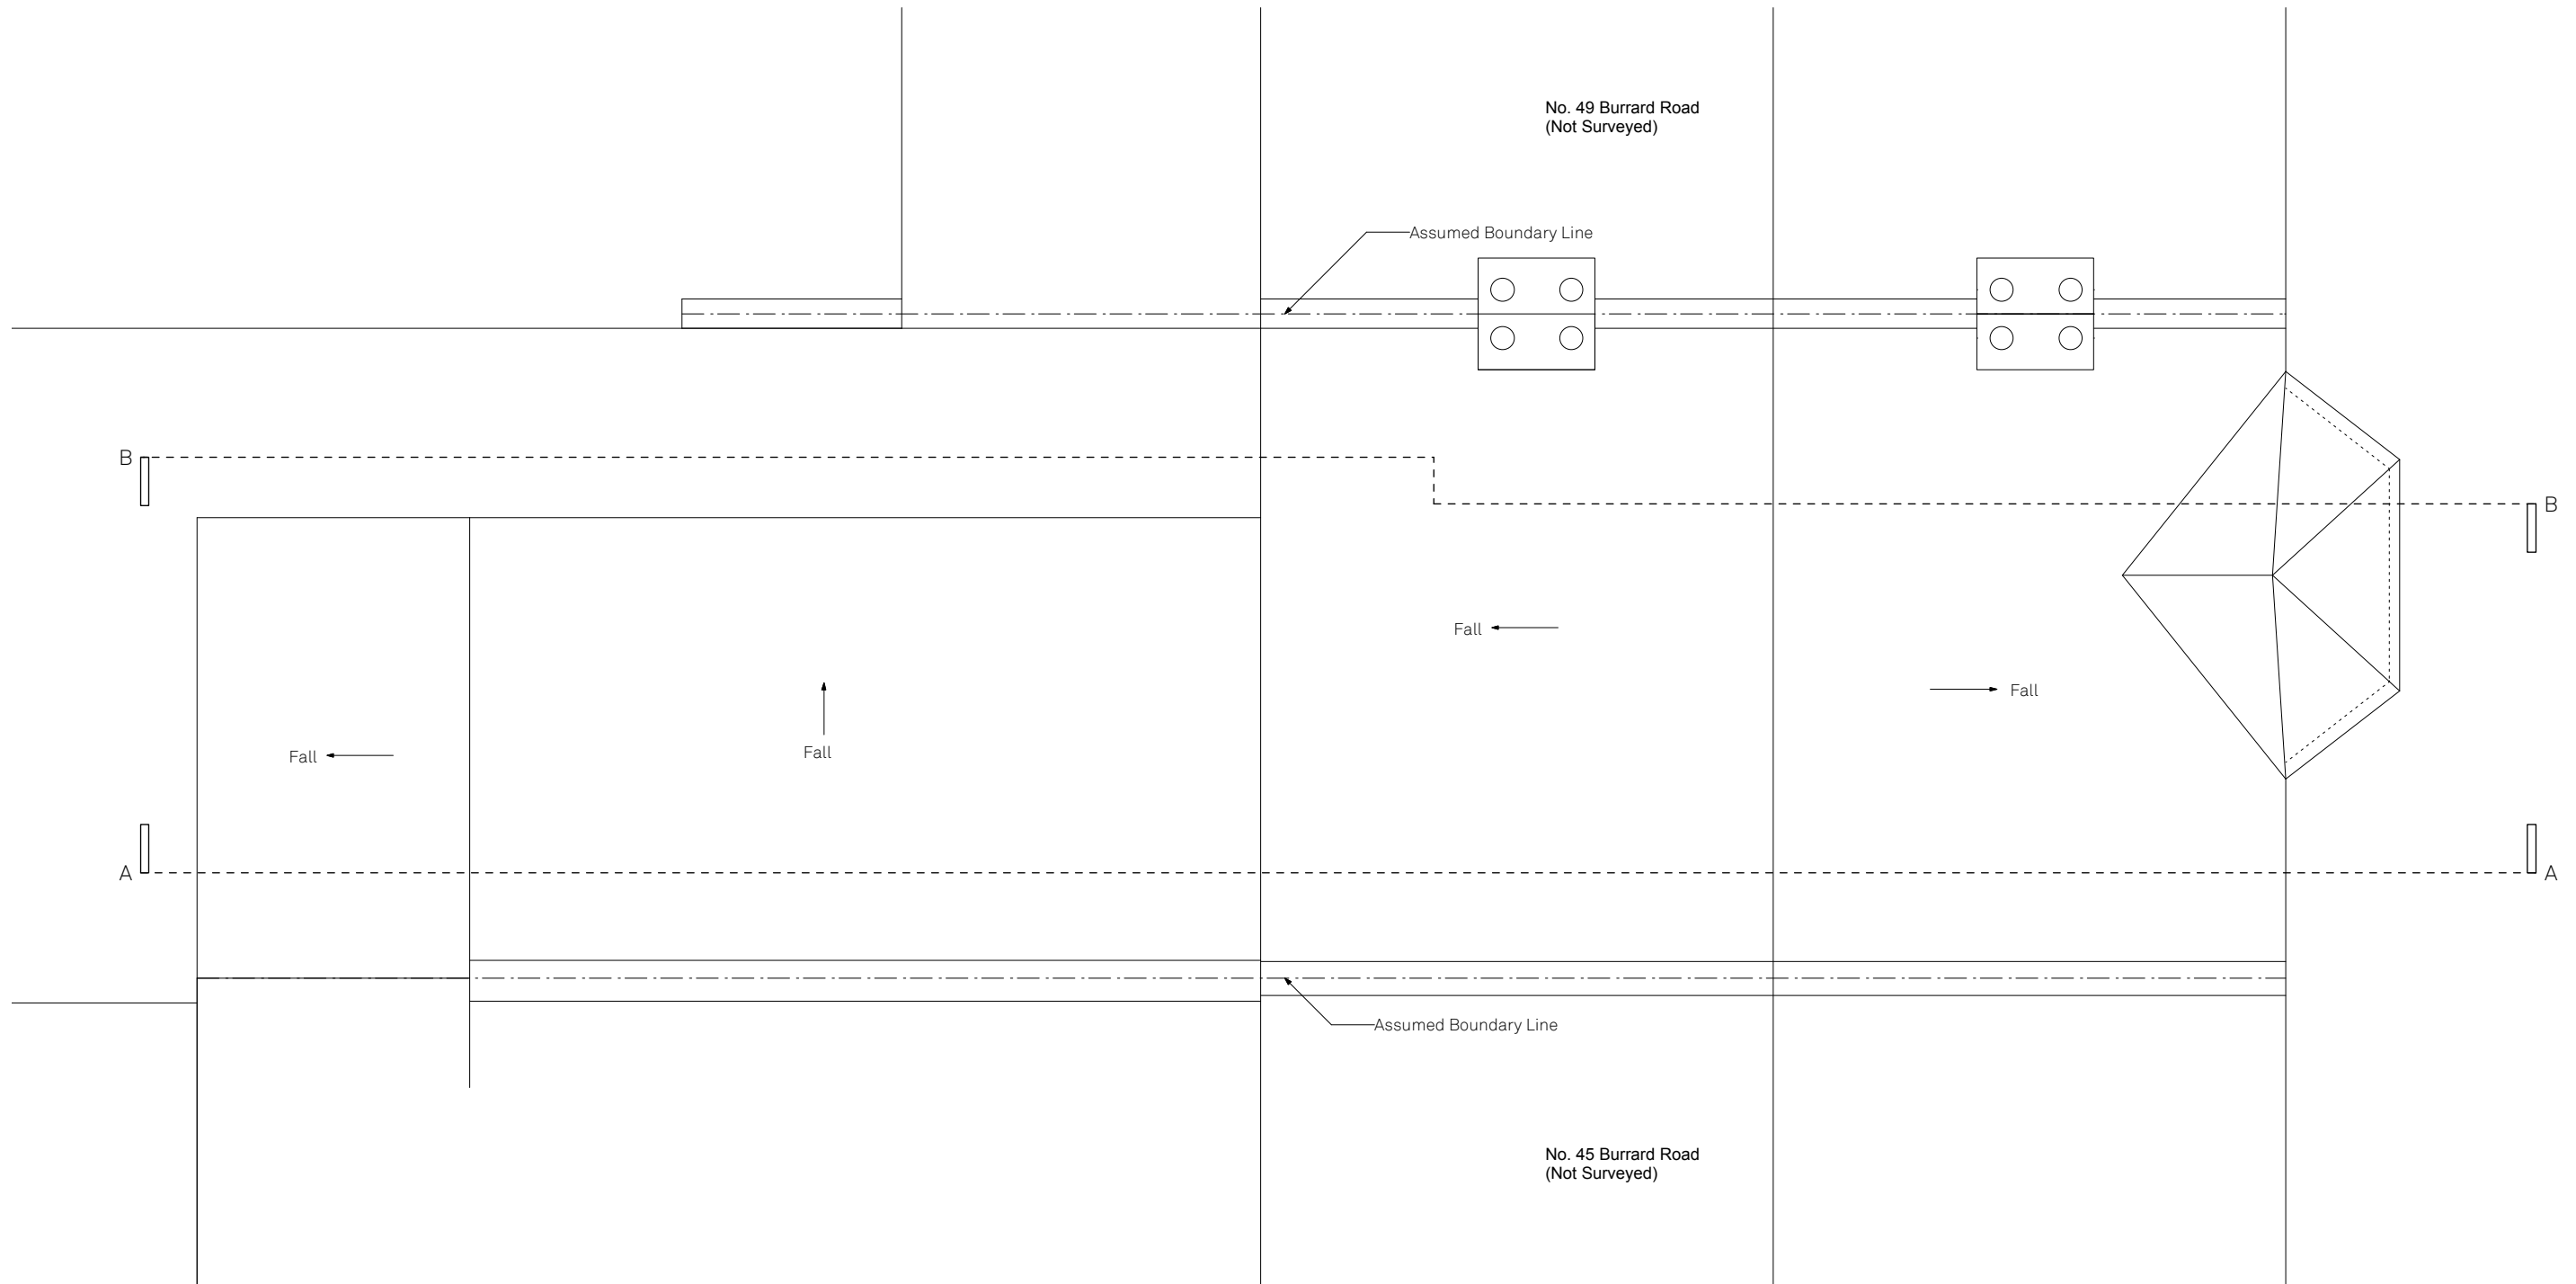 No. 49 Burrard Road
(Not Surveyed)
Assumed Boundary Line
B
B
Fall
Fall
Fall
Fall
A
A
Assumed Boundary Line
No. 45 Burrard Road
(Not Surveyed)